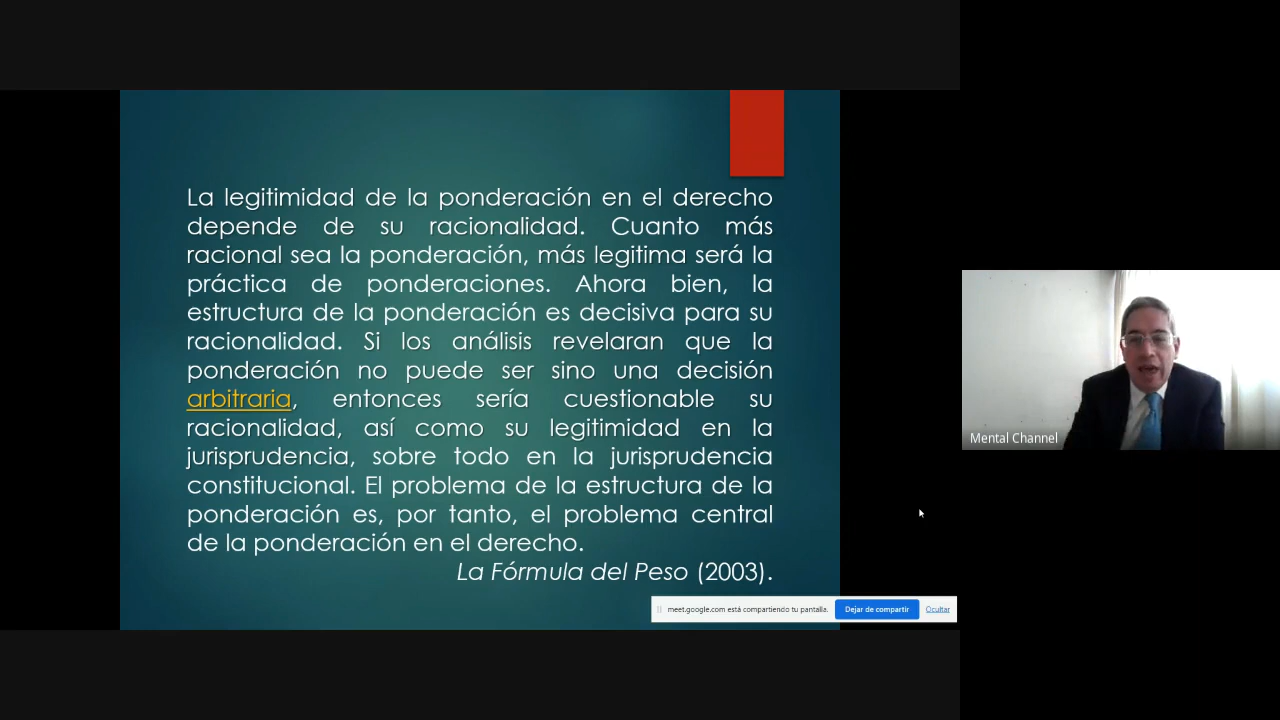 La legitimidad de la ponderación en el derecho
depende de su racionalidad. Cuanto más
racional sea la ponderación, más legitima será la
práctica de ponderaciones. Ahora bien, la
estructura de la ponderación es decisiva para su
racionalidad. Si los análisis revelaran que la
ponderación no puede ser sino una decisión
arbitraria, entonces sería cuestionable su
racionalidad, así como su legitimidad en la
jurisprudencia, sobre todo en la jurisprudencia
constitucional. El problema de la estructura de la
ponderación es, por tanto, el problema central
de la ponderación en el derecho.
La Fórmula del Peso (2003).
meet.google.com está compartiendo tu pantalla. Dejar de compartir Ocultar
Mental Channel